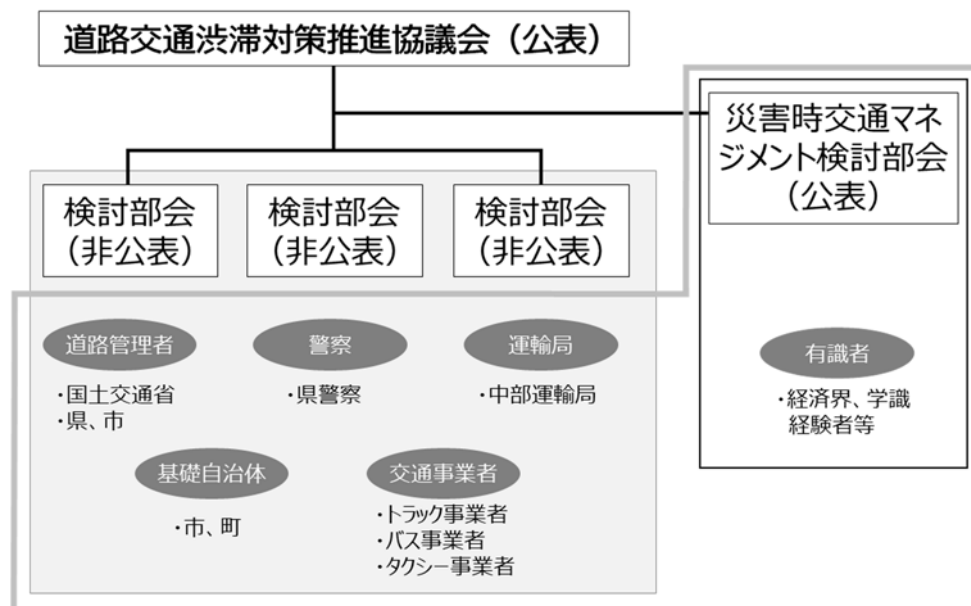 道路交通渋滞対策推進協議会（公表）
災害時交通マネ
ジメント検討部会
（公表）
検討部会
（非公表）
検討部会
（非公表）
検討部会
（非公表）
道路管理者
・国土交通省
・県、市
警察
・県警察
運輸局
・中部運輸局
有識者
・経済界、学識
経験者等
基礎自治体
・市、町
交通事業者
・トラック事業者
・バス事業者
・タクシー事業者